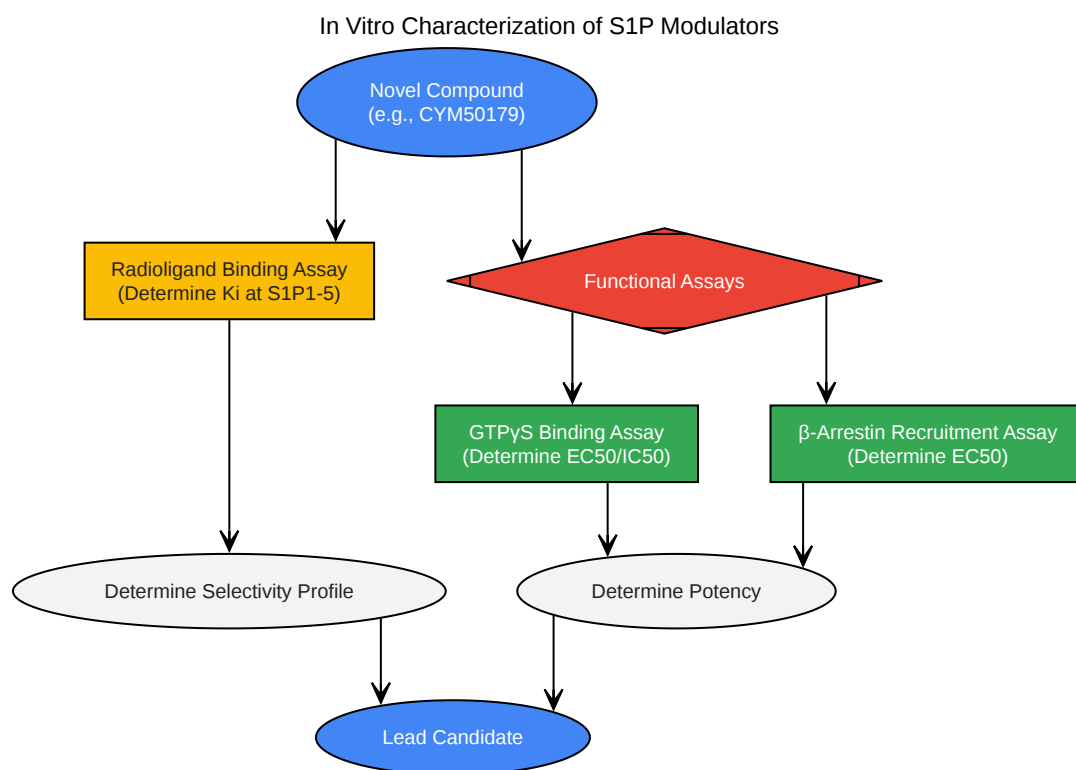 In Vitro Characterization of S1P Modulators
Novel Compound
(e.g., CYM50179)
Radioligand Binding Assay
(Determine Ki at S1P1-5)
Functional Assays
GTPγS Binding Assay
(Determine EC50/IC50)
β-Arrestin Recruitment Assay
(Determine EC50)
Determine Selectivity Profile
Determine Potency
Lead Candidate